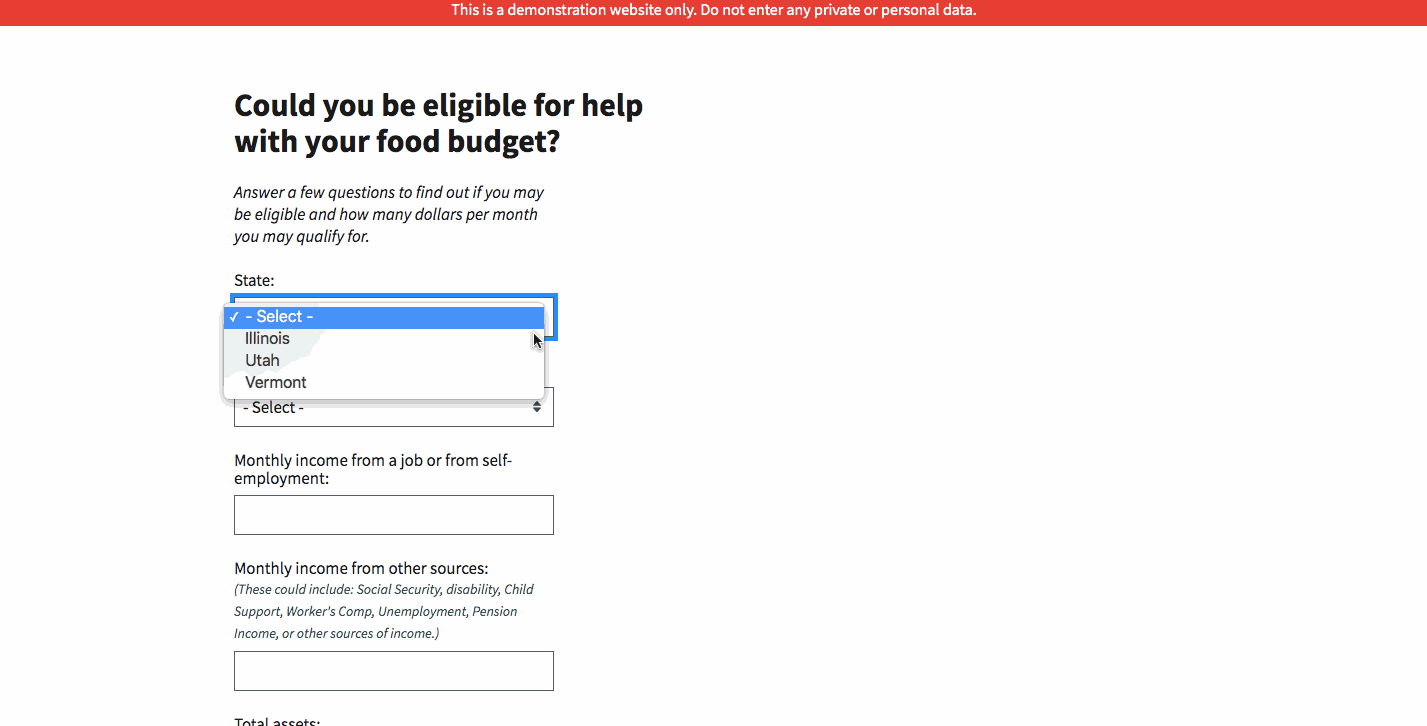 This is a demonstration website only. Do not enter any private or personal data.
Could you be eligible for help
with your food budget?
Answer a few questions to find out if you may
be eligible and how many dollars per month
you may qualify for.
State:
✓ - Select -
Illinois
Utah
Vermont
- Select -
Monthly income from a job or from self-
employment:
Monthly income from other sources:
(These could include: Social Security, disability, Child
Support, Worker's Comp, Unemployment, Pension
Income, or other sources of income.)
Total assets: